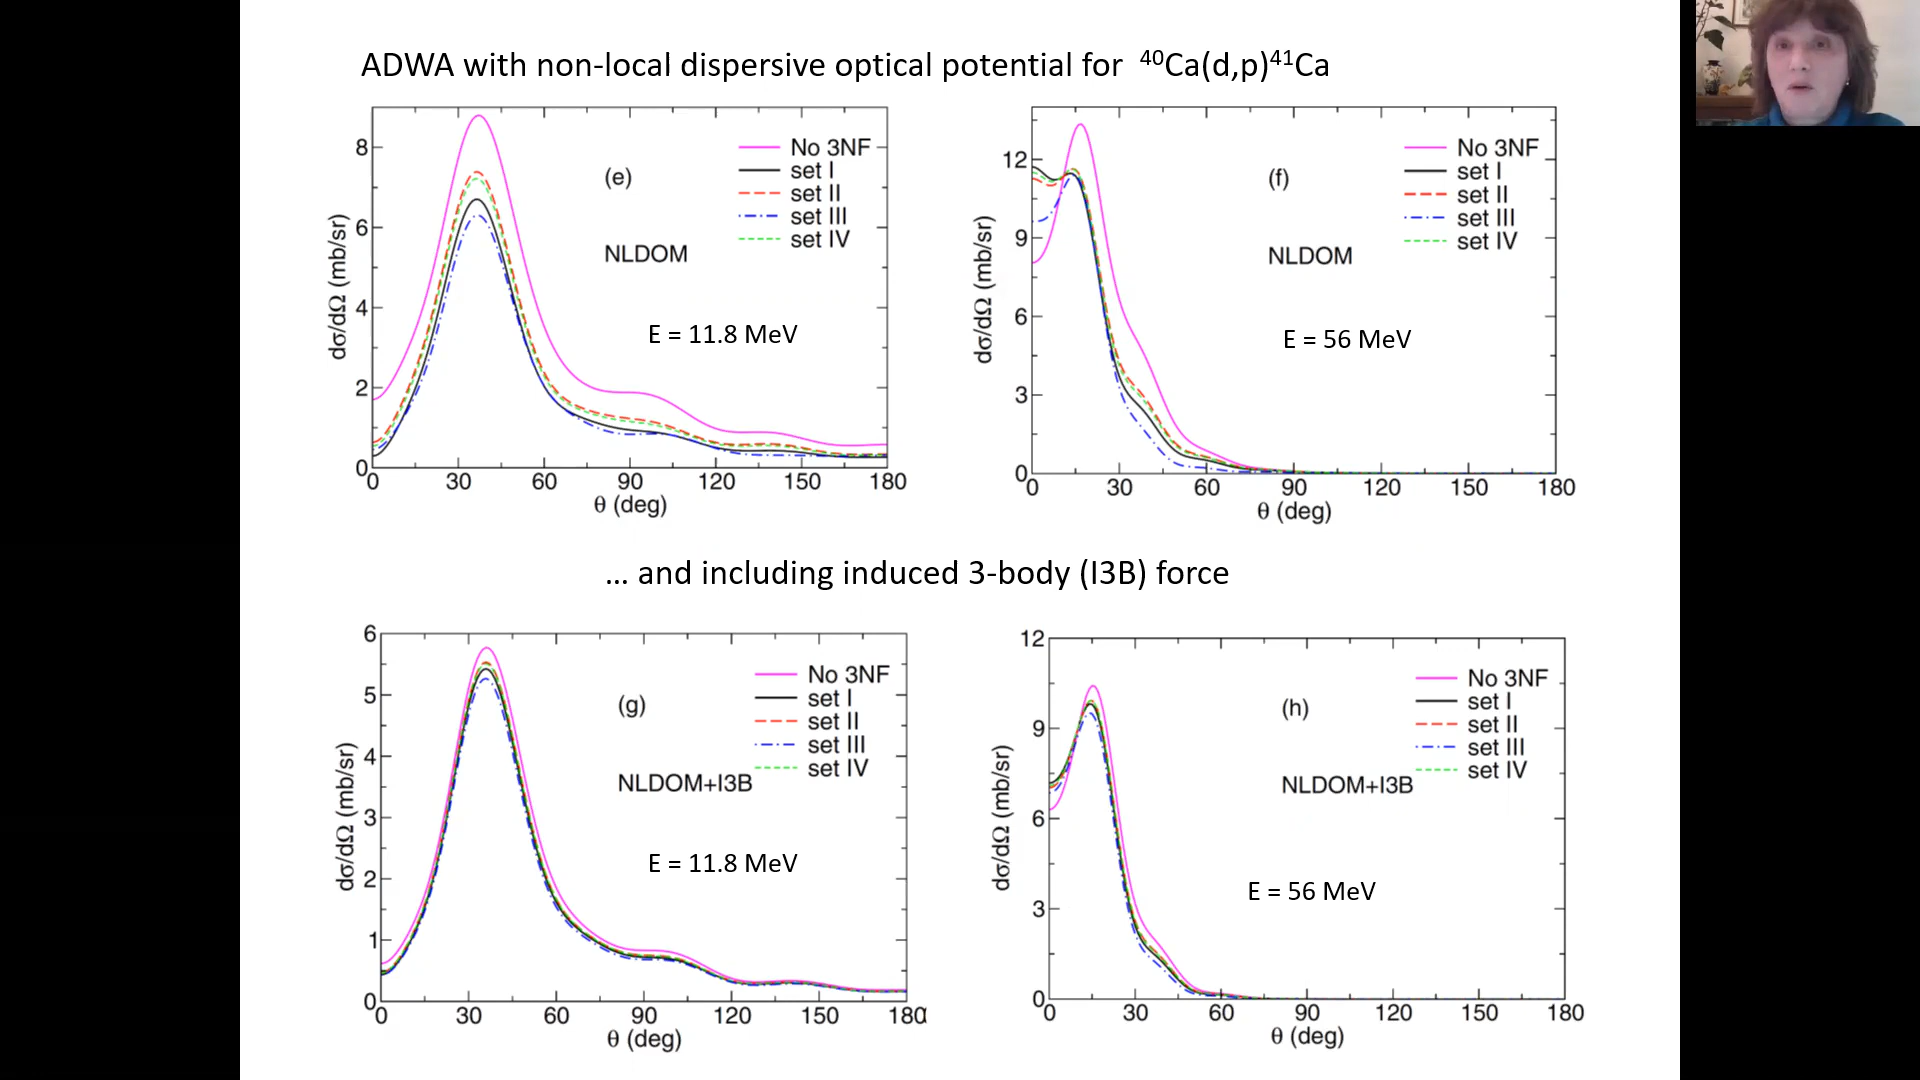 ADWA with non-local dispersive optical potential for ⁴⁰Ca(d,p)⁴¹Ca
8
6
4
2
0
dσ/dΩ (mb/sr)
(e)
NLDOM
E = 11.8 MeV
No 3NF
set I
set II
set III
set IV
0 30 60 90 120 150 180
θ (deg)
12
9
6
3
0
dσ/dΩ (mb/sr)
(f)
NLDOM
E = 56 MeV
No 3NF
set I
set II
set III
set IV
0 30 60 90 120 150 180
θ (deg)
... and including induced 3-body (I3B) force
6
5
4
3
2
1
0
dσ/dΩ (mb/sr)
(g)
NLDOM+I3B
E = 11.8 MeV
No 3NF
set I
set II
set III
set IV
0 30 60 90 120 150 180
θ (deg)
12
9
6
3
0
dσ/dΩ (mb/sr)
(h)
NLDOM+I3B
E = 56 MeV
No 3NF
set I
set II
set III
set IV
0 30 60 90 120 150 180
θ (deg)